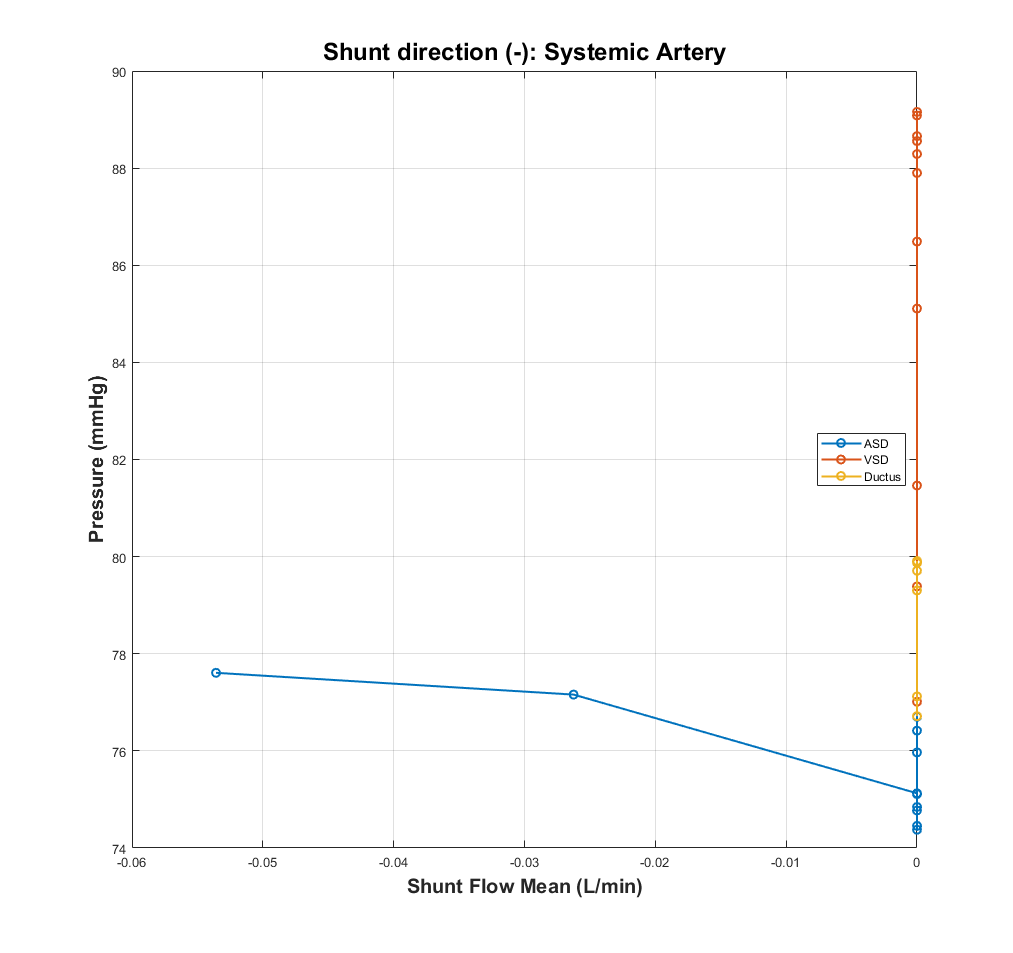 Shunt direction (-): Systemic Artery
90
88
86
84
82
80
78
76
74
Pressure (mmHg)
ASD
VSD
Ductus
-0.06
-0.05
-0.04
-0.03
-0.02
-0.01
0
Shunt Flow Mean (L/min)